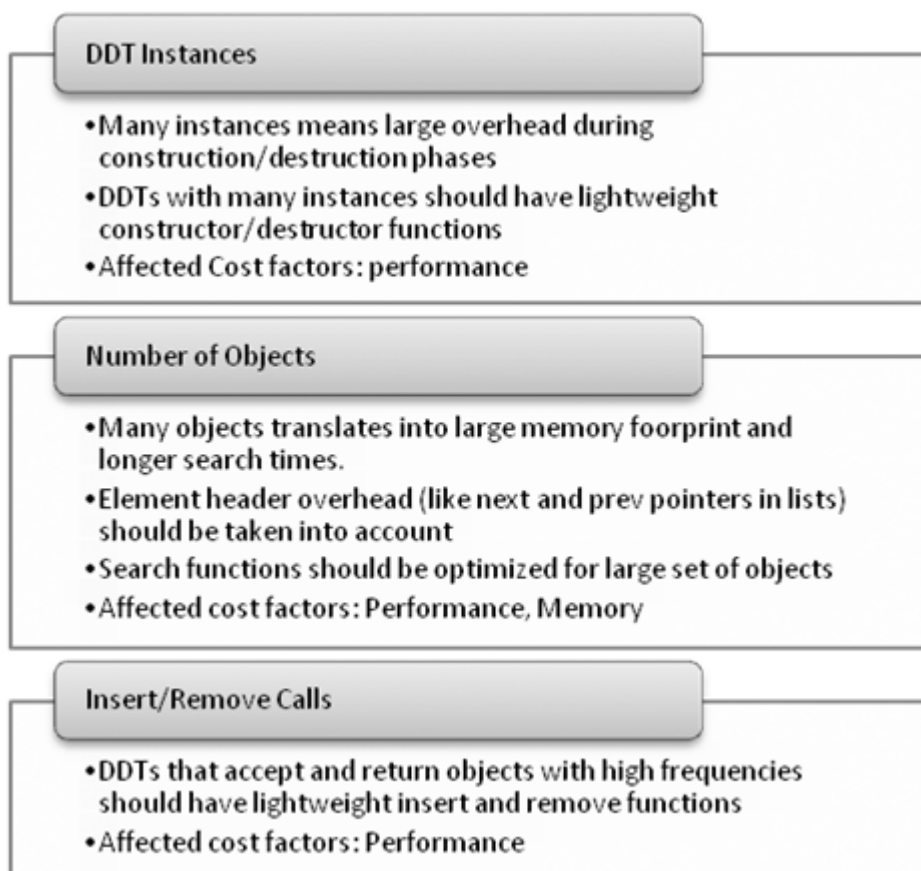 DDT Instances
•Many instances means large overhead during
construction/destruction phases
•DDTs with many instances should have lightweight
constructor/destructor functions
•Affected Cost factors: performance
Number of Objects
•Many objects translates into large memory foorprint and
longer search times.
•Element header overhead (like next and prev pointers in lists)
should be taken into account
•Search functions should be optimized for large set of objects
•Affected cost factors: Performance, Memory
Insert/Remove Calls
•DDTs that accept and return objects with high frequencies
should have lightweight insert and remove functions
•Affected cost factors: Performance